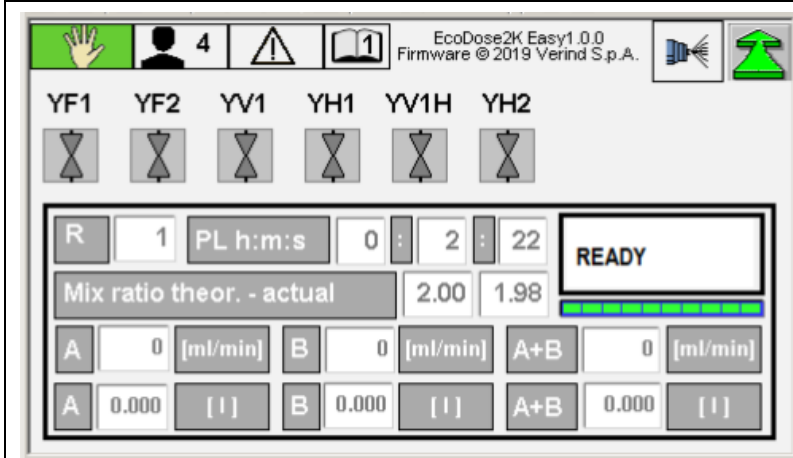 4 1 EcoDose2K Easy1.0.0
Firmware © 2019 Verind S.p.A.
YF1 YF2 YV1 YH1 YV1H YH2
R 1 PL h:m:s 0 : 2 : 22 READY
Mix ratio theor. - actual 2.00 1.98
A 0 [ml/min] B 0 [ml/min] A+B 0 [ml/min]
A 0.000 [l] B 0.000 [l] A+B 0.000 [l]